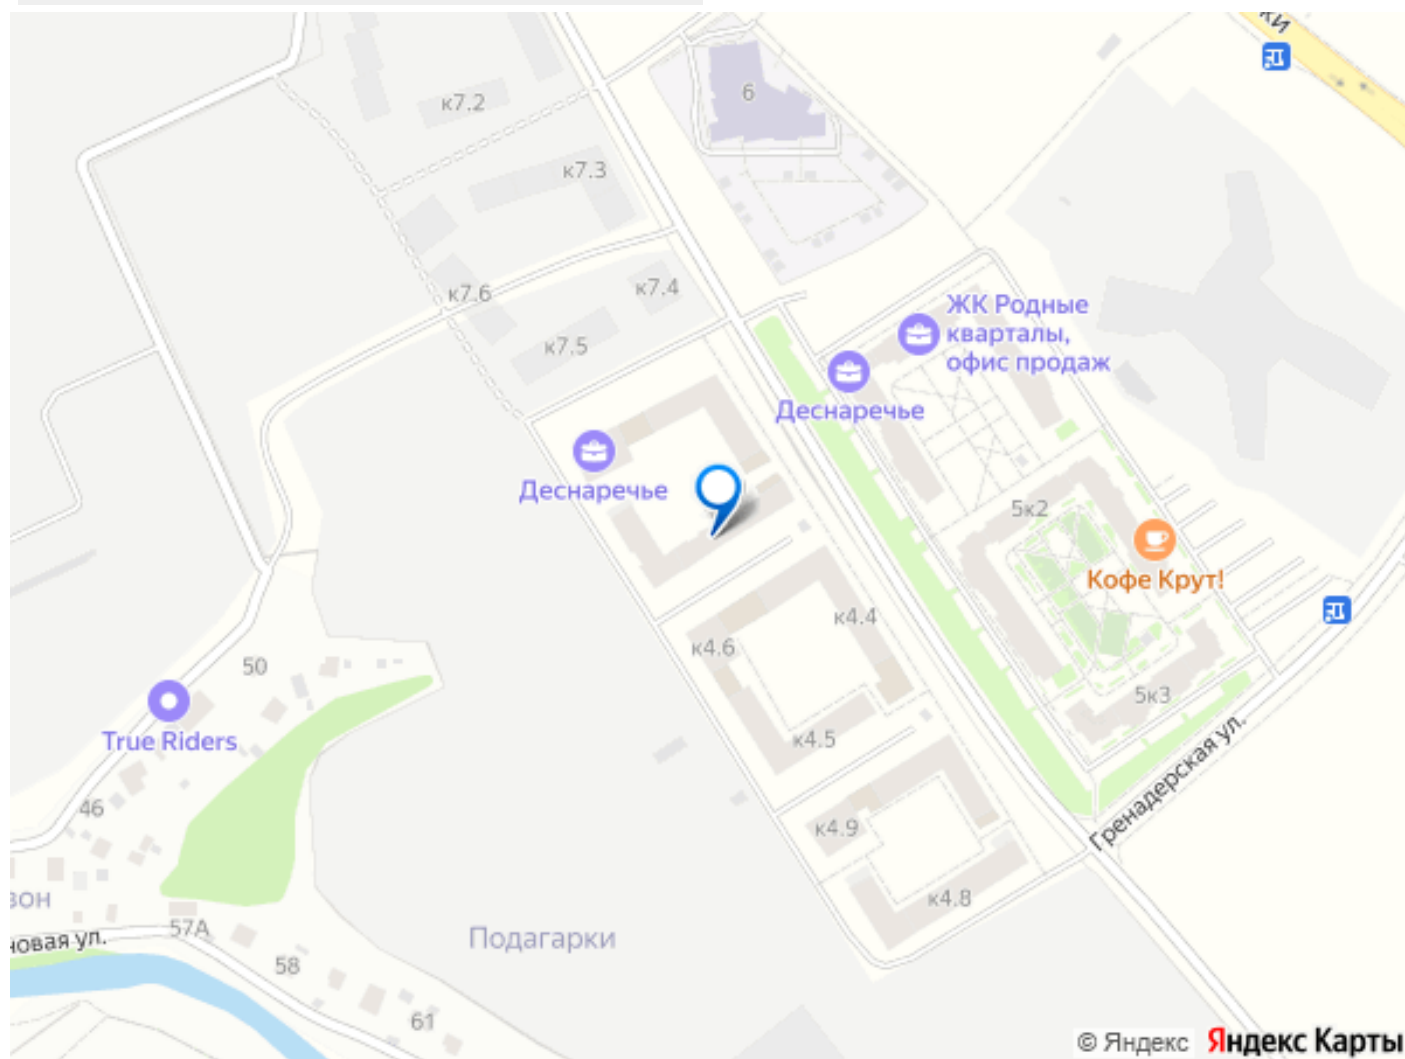 ки
к7.2
6
к7.3
к7.6
к7.4
к7.5
ЖК Родные
кварталы,
офис продаж
Деснаречье
Деснаречье
5к2
Кофе Крут!
к4.4
к4.6
50
5к3
True Riders
к4.5
Гренадерская ул.
46
к4.9
зон
к4.8
57А
Подагарки
новая ул.
58
61
© Яндекс Яндекс Карты